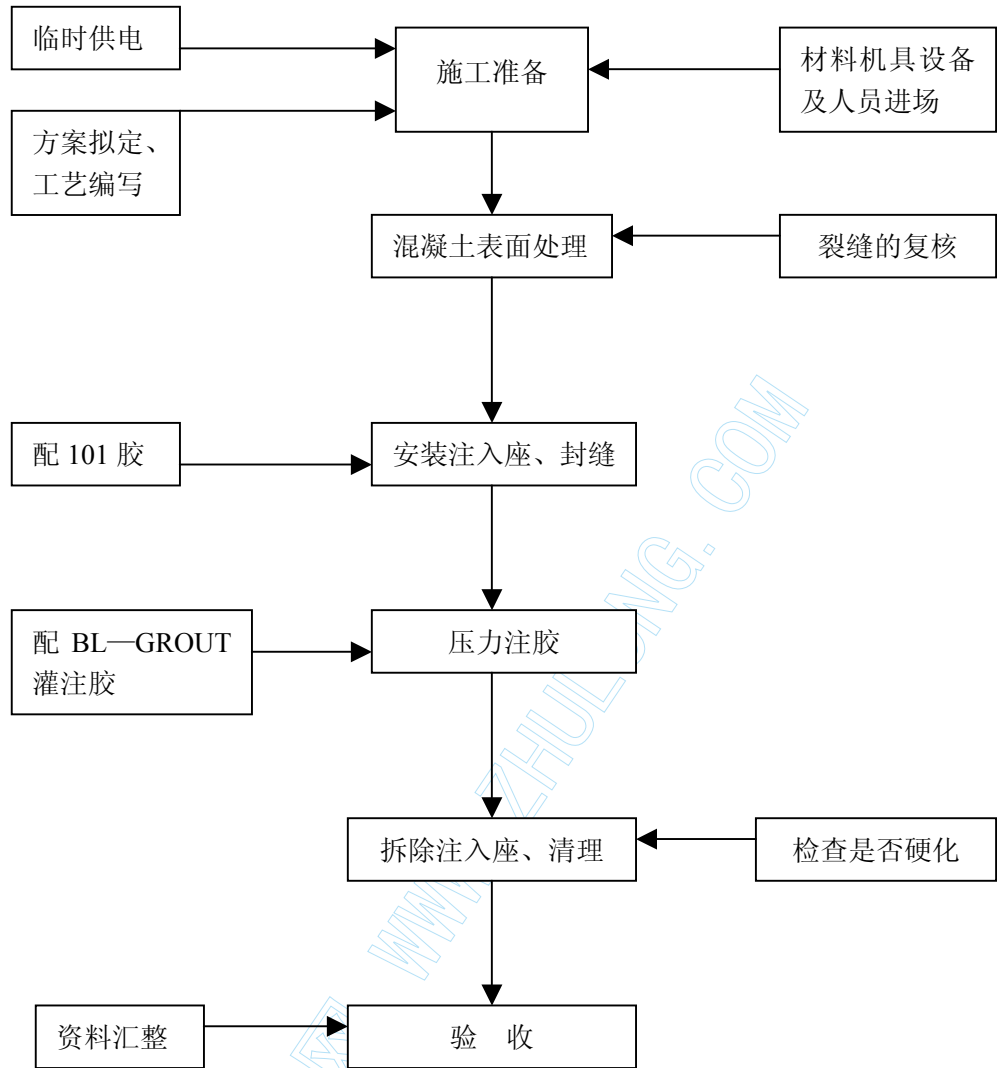 临时供电
施工准备
材料机具设备
及人员进场
方案拟定、
工艺编写
混凝土表面处理
裂缝的复核
配 101 胶
安装注入座、封缝
配 BL—GROUT
灌注胶
压力注胶
拆除注入座、清理
检查是否硬化
资料汇整
验 收
网 WWW.ZHULONG.COM